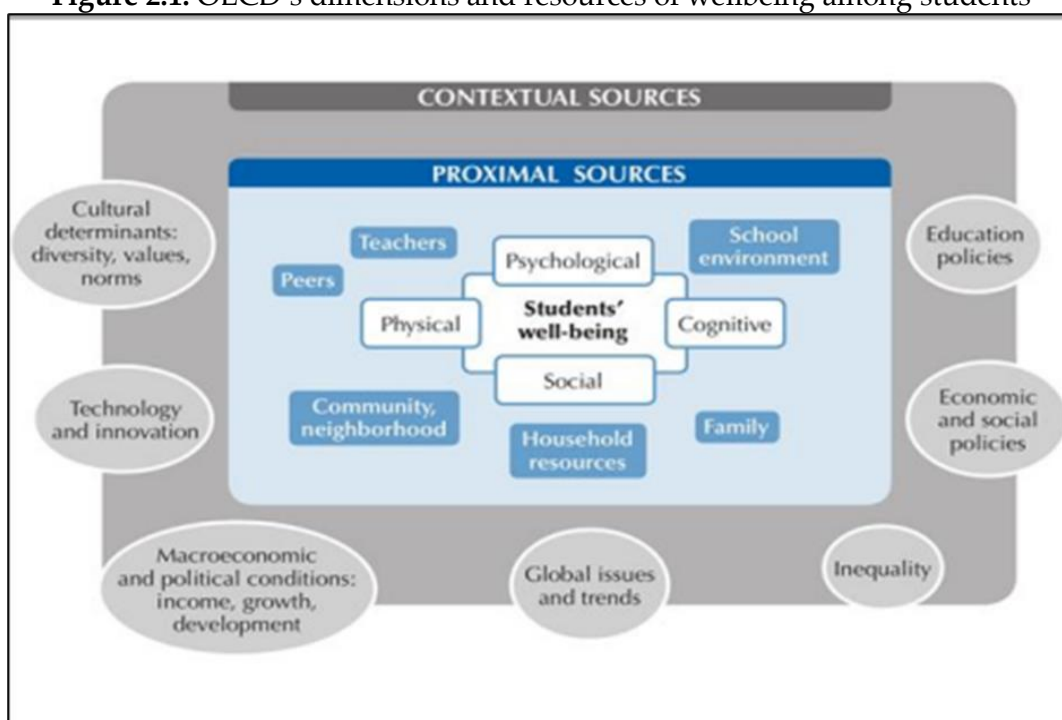 Figure 2.1: OECD's dimensions and resources of wellbeing among students
CONTEXTUAL SOURCES
PROXIMAL SOURCES
Cultural
determinants:
diversity, values,
norms
Technology
and innovation
Macroeconomic
and political conditions:
income, growth,
development
Global issues
and trends
Inequality
Economic
and social
policies
Education
policies
Peers
Teachers
School
environment
Psychological
Physical
Students'
well-being
Cognitive
Social
Community,
neighborhood
Household
resources
Family